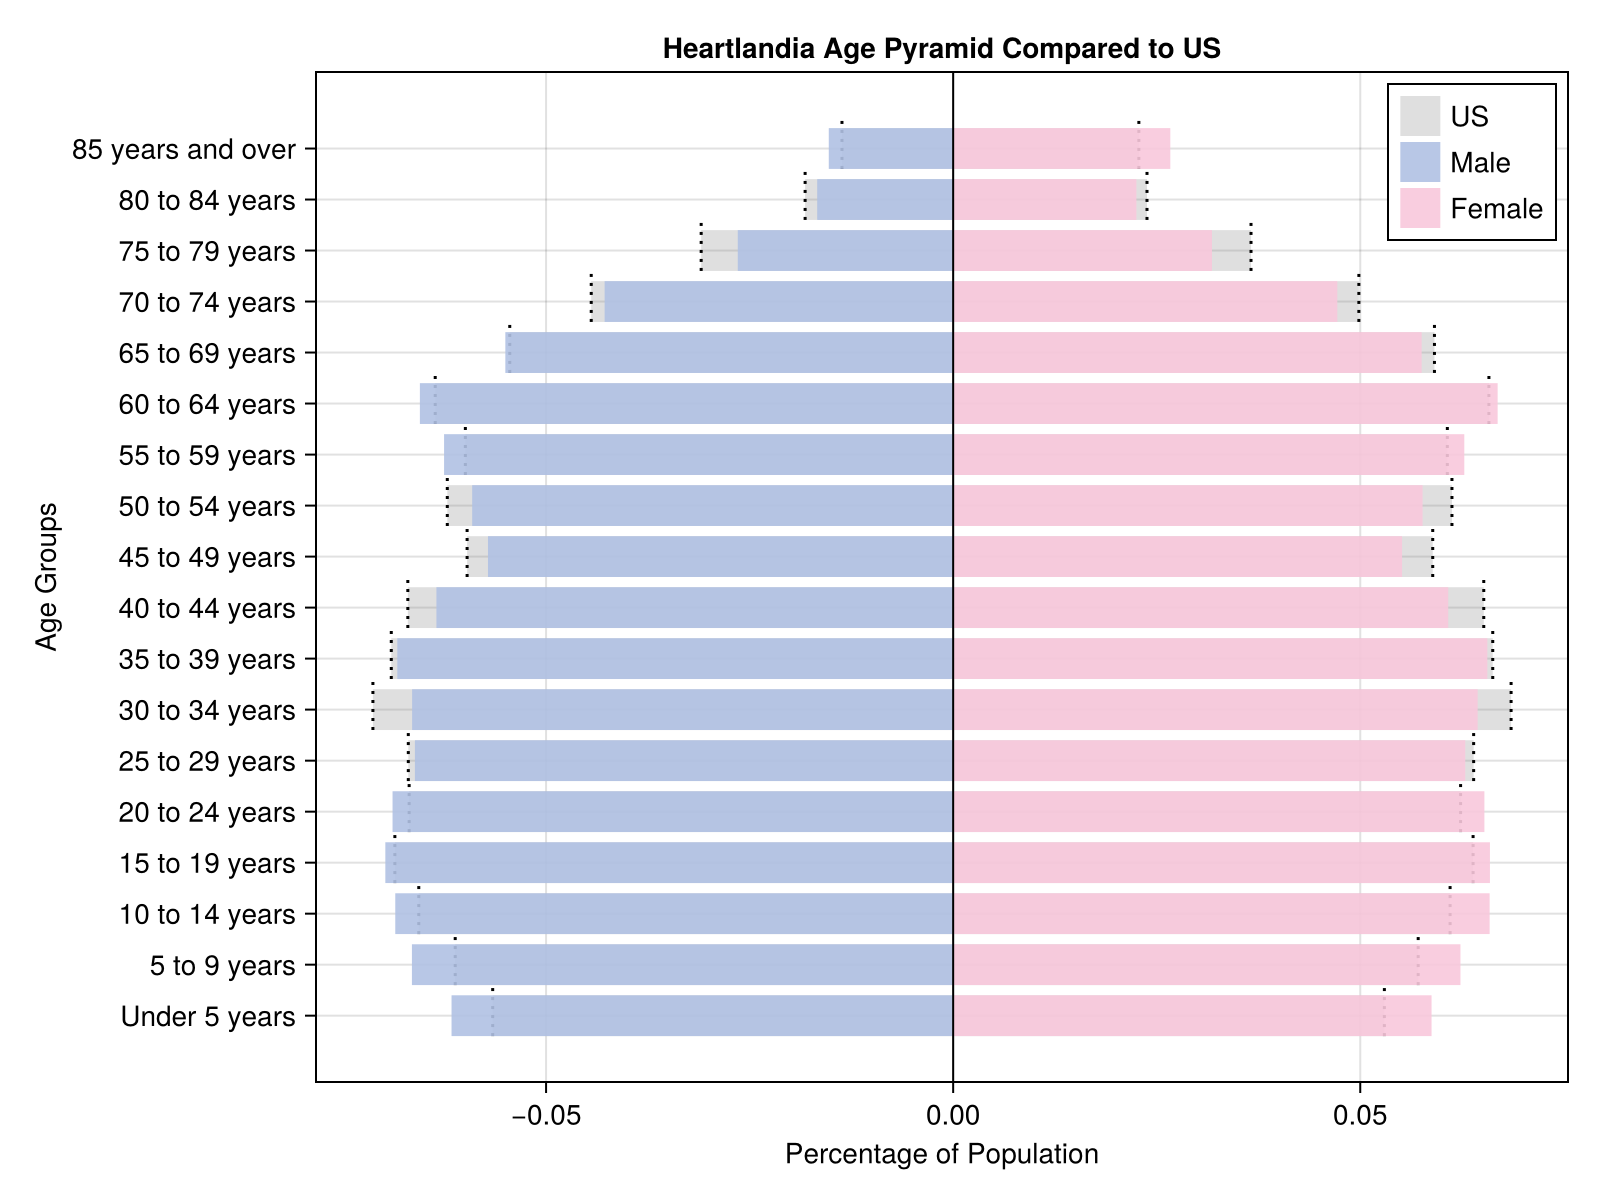 Heartlandia Age Pyramid Compared to US
US
Male
Female
85 years and over
80 to 84 years
75 to 79 years
70 to 74 years
65 to 69 years
60 to 64 years
55 to 59 years
50 to 54 years
45 to 49 years
40 to 44 years
35 to 39 years
30 to 34 years
25 to 29 years
20 to 24 years
15 to 19 years
10 to 14 years
5 to 9 years
Under 5 years
Age Groups
−0.05 0.00 0.05
Percentage of Population